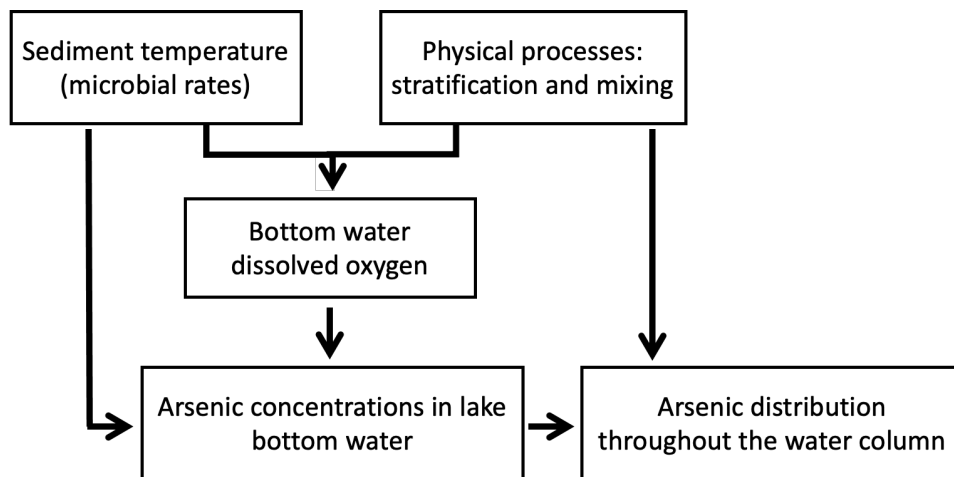 Sediment temperature
(microbial rates)
Physical processes:
stratification and mixing
Bottom water
dissolved oxygen
Arsenic concentrations in lake
bottom water
Arsenic distribution
throughout the water column